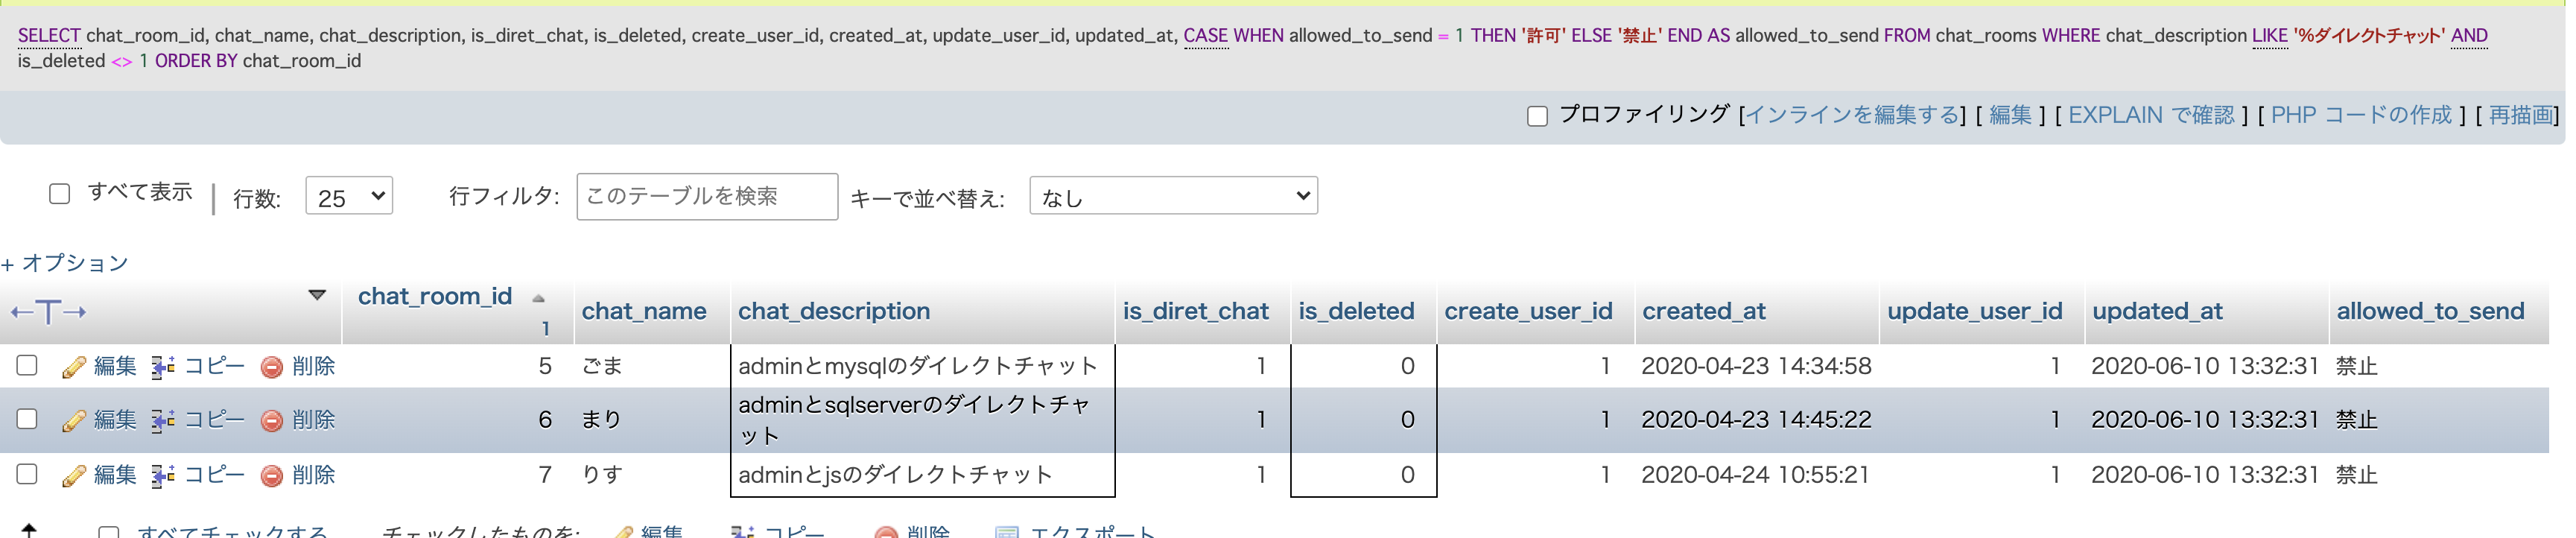 SELECT chat_room_id, chat_name, chat_description, is_diret_chat, is_deleted, create_user_id, created_at, update_user_id, updated_at, CASE WHEN allowed_to_send = 1 THEN '許可' ELSE '禁止' END AS allowed_to_send FROM chat_rooms WHERE chat_description LIKE '%ダイレクトチャット' AND
is_deleted <> 1 ORDER BY chat_room_id
プロファイリング [インラインを編集する] [ 編集 ] [ EXPLAIN で確認 ] [ PHP コードの作成 ] [ 再描画]
すべて表示 | 行数: 25 行フィルタ: このテーブルを検索 キーで並べ替え: なし
+ オプション
←T→ chat_room_id 1 chat_name chat_description is_diret_chat is_deleted create_user_id created_at update_user_id updated_at allowed_to_send
編集 コピー 削除 5 ごま adminとmysqlのダイレクトチャット 1 0 1 2020-04-23 14:34:58 1 2020-06-10 13:32:31 禁止
編集 コピー 削除 6 まり adminとsqlserverのダイレクトチャ
ット 1 0 1 2020-04-23 14:45:22 1 2020-06-10 13:32:31 禁止
編集 コピー 削除 7 りす adminとjsのダイレクトチャット 1 0 1 2020-04-24 10:55:21 1 2020-06-10 13:32:31 禁止
すべてチェックする チェックしたものを: 編集 コピー 削除 エクスポート